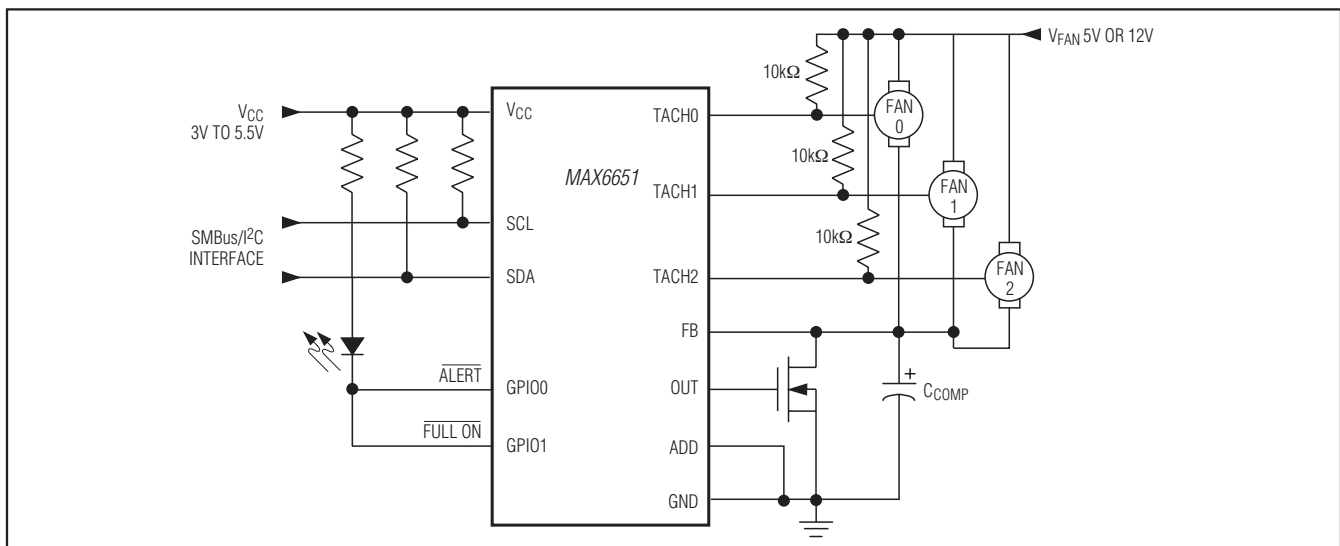 V_FAN 5V OR 12V
10kΩ
FAN
0
V_CC
3V TO 5.5V
V_CC
TACH0
MAX6651
10kΩ
FAN
1
TACH1
SCL
SMBus/I²C
INTERFACE
10kΩ
SDA
TACH2
FAN
2
FB
ALERT
GPIO0
OUT
C_COMP
+
FULL ON
GPIO1
ADD
GND